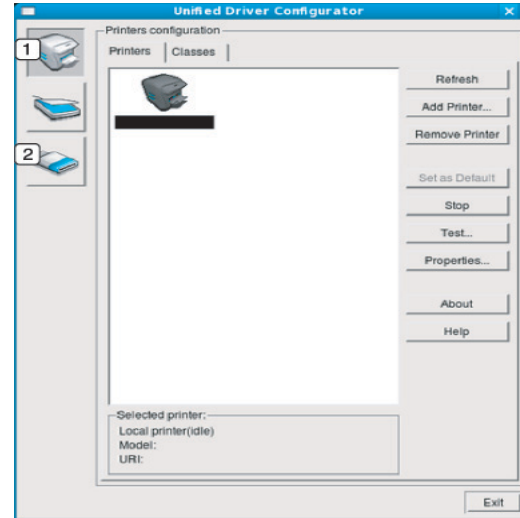 Unified Driver Configurator
1
Printers configuration
Printers
Classes
Refresh
Add Printer...
Remove Printer
2
Set as Default
Stop
Test...
Properties...
About
Help
Selected printer:
Local printer(idle)
Model:
URI:
Exit